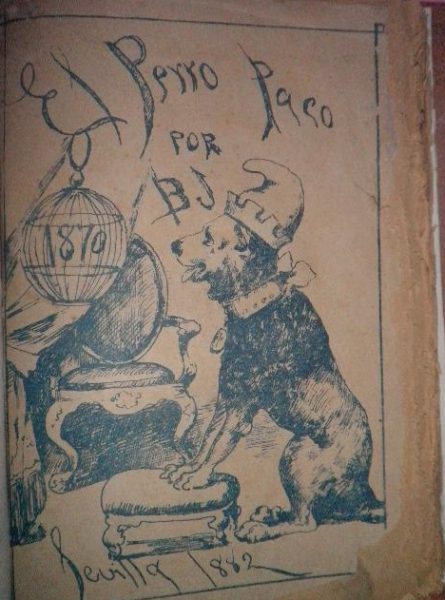 El Perro Paco
POR
BJ
1870
Sevilla 1882